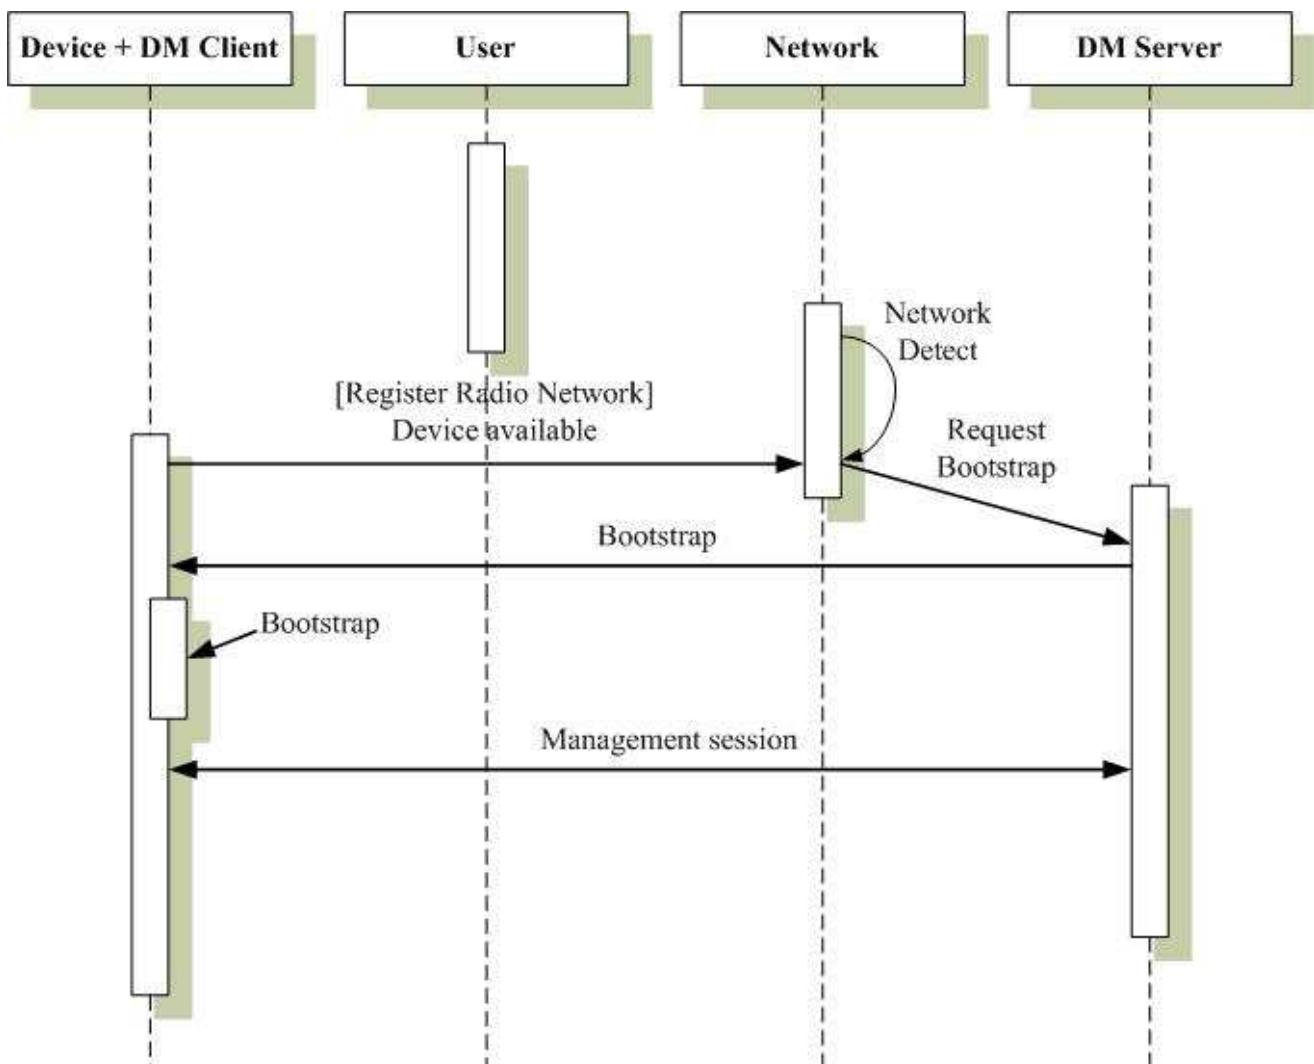 Device + DM Client
User
Network
DM Server
Network
Detect
[Register Radio Network]
Device available
Request
Bootstrap
Bootstrap
Bootstrap
Management session